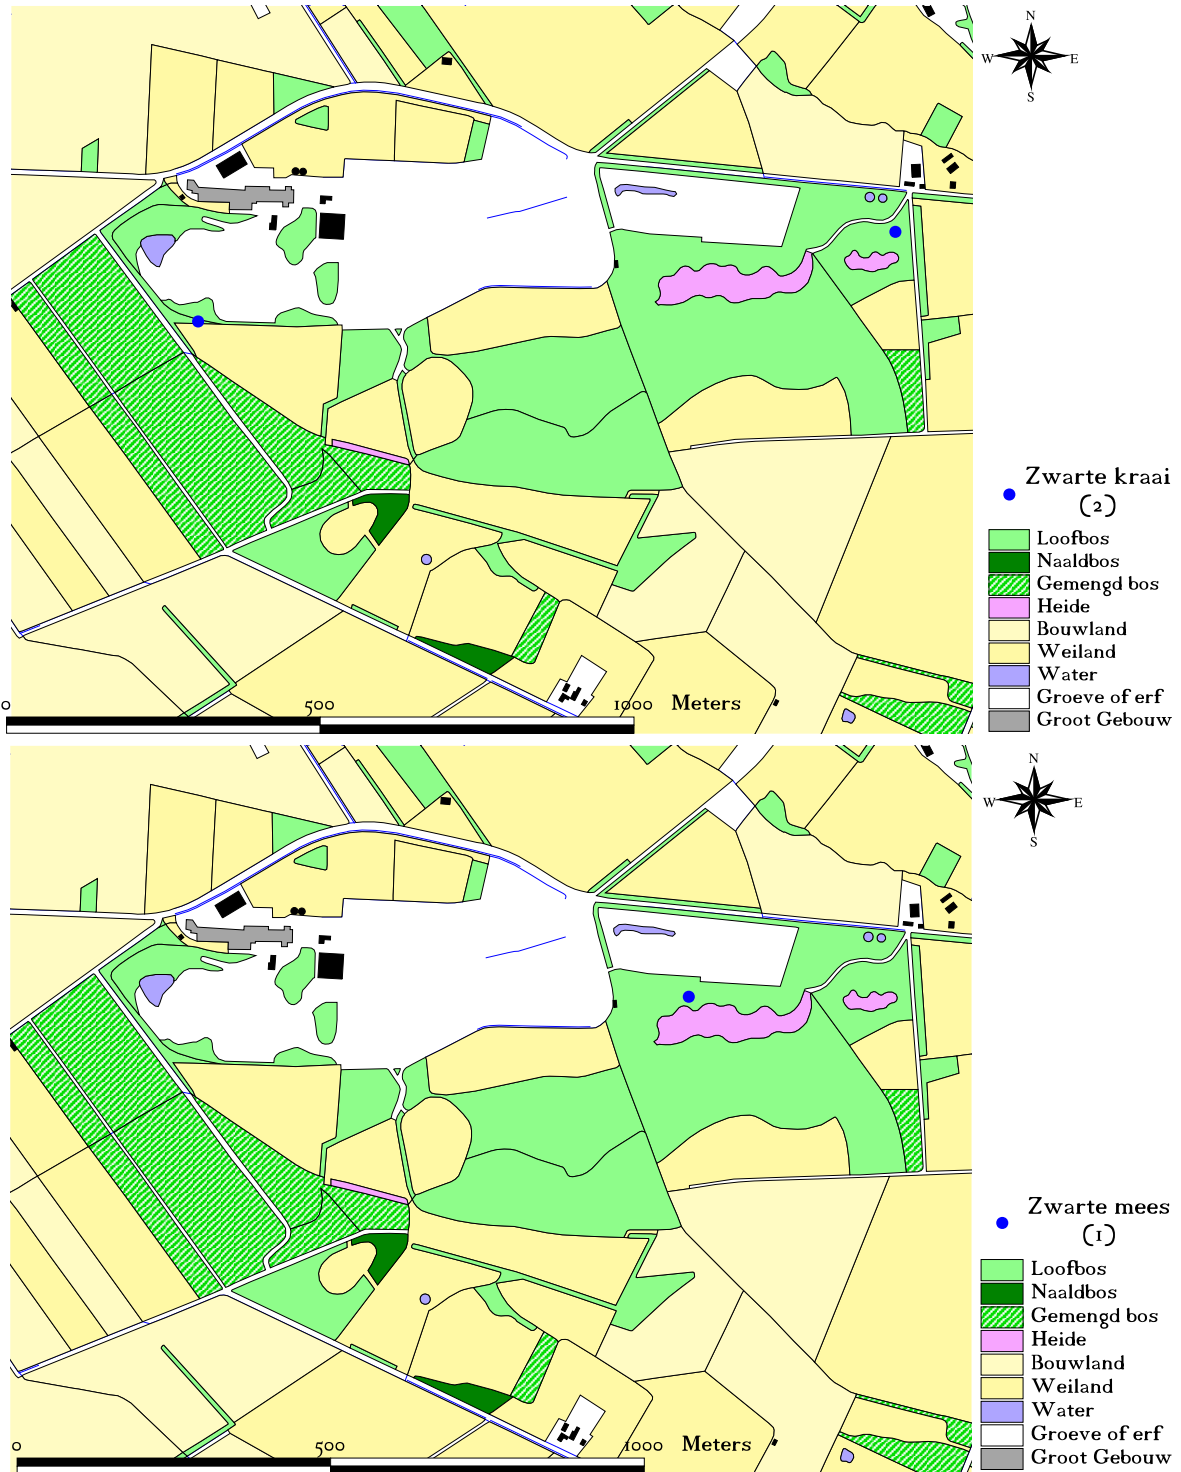 N
W E
S
Zwarte kraai
(2)
Loofbos
Naaldbos
Gemengd bos
Heide
Bouwland
Weiland
Water
Groeve of erf
Groot Gebouw
0 500 1000 Meters
N
W E
S
Zwarte mees
(1)
Loofbos
Naaldbos
Gemengd bos
Heide
Bouwland
Weiland
Water
Groeve of erf
Groot Gebouw
0 500 1000 Meters